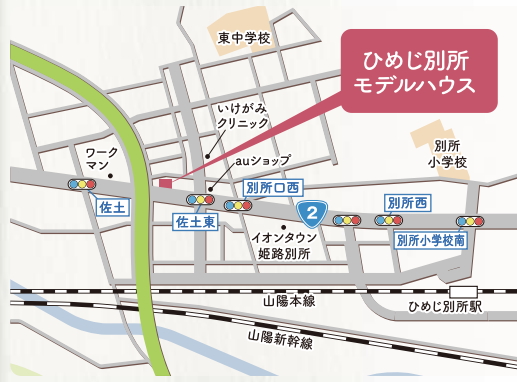 東中学校
ひめじ別所
モデルハウス
いけがみ
クリニック
ワーク
マン
auショップ
別所
小学校
佐土
佐土東
別所口西
2
別所西
イオンタウン
姫路別所
別所小学校南
山陽本線
ひめじ別所駅
山陽新幹線